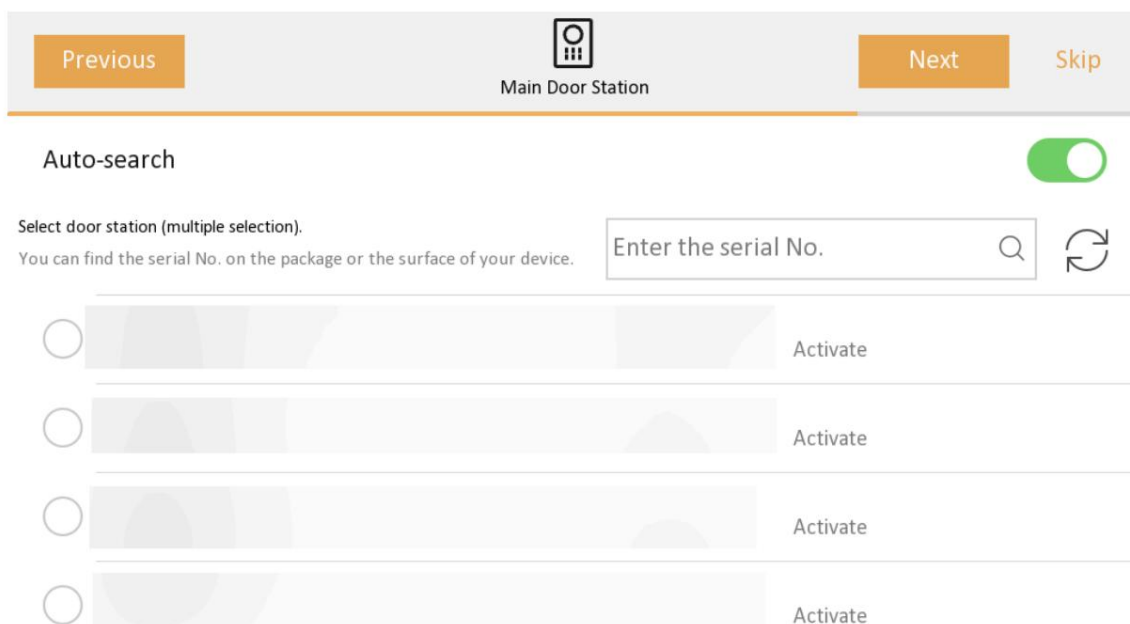 Previous
Main Door Station
Next
Skip
Auto-search
Select door station (multiple selection).
You can find the serial No. on the package or the surface of your device.
Enter the serial No.
Activate
Activate
Activate
Activate